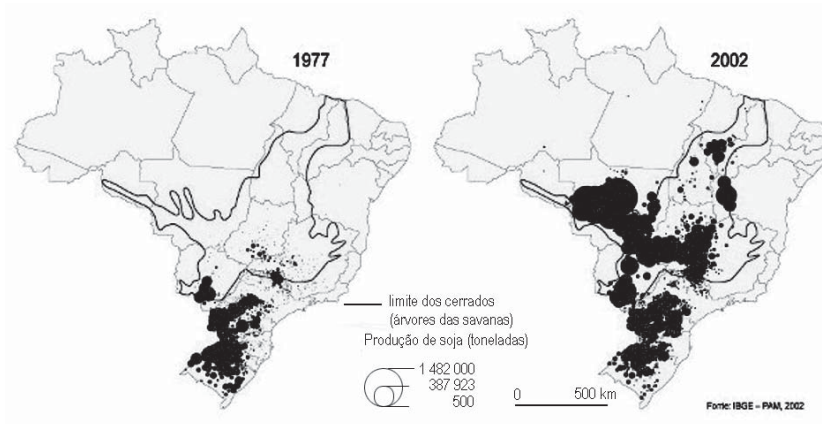 1977
2002
limite dos cerrados
(árvores das savanas)
Produção de soja (toneladas)
1 482 000
387 923
500
0 500 km
Fonte: IBGE – PAM, 2002